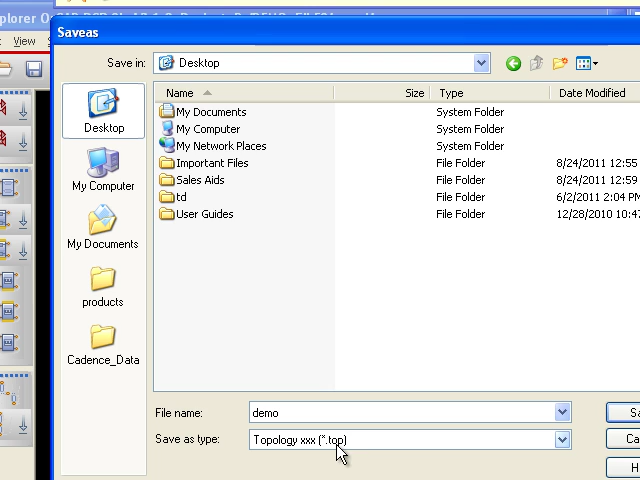 plorer
View
Saveas
Save in:
Desktop
Name
Size
Type
Date Modified
My Documents
System Folder
My Computer
System Folder
My Network Places
System Folder
Important Files
File Folder
8/24/2011 12:55
Sales Aids
File Folder
8/24/2011 12:59
td
File Folder
6/2/2011 2:04 PM
User Guides
File Folder
12/28/2010 10:47
Desktop
My Computer
My Documents
products
Cadence_Data
File name:
demo
Sa
Save as type:
Topology xxx (*.top)
Ca
H